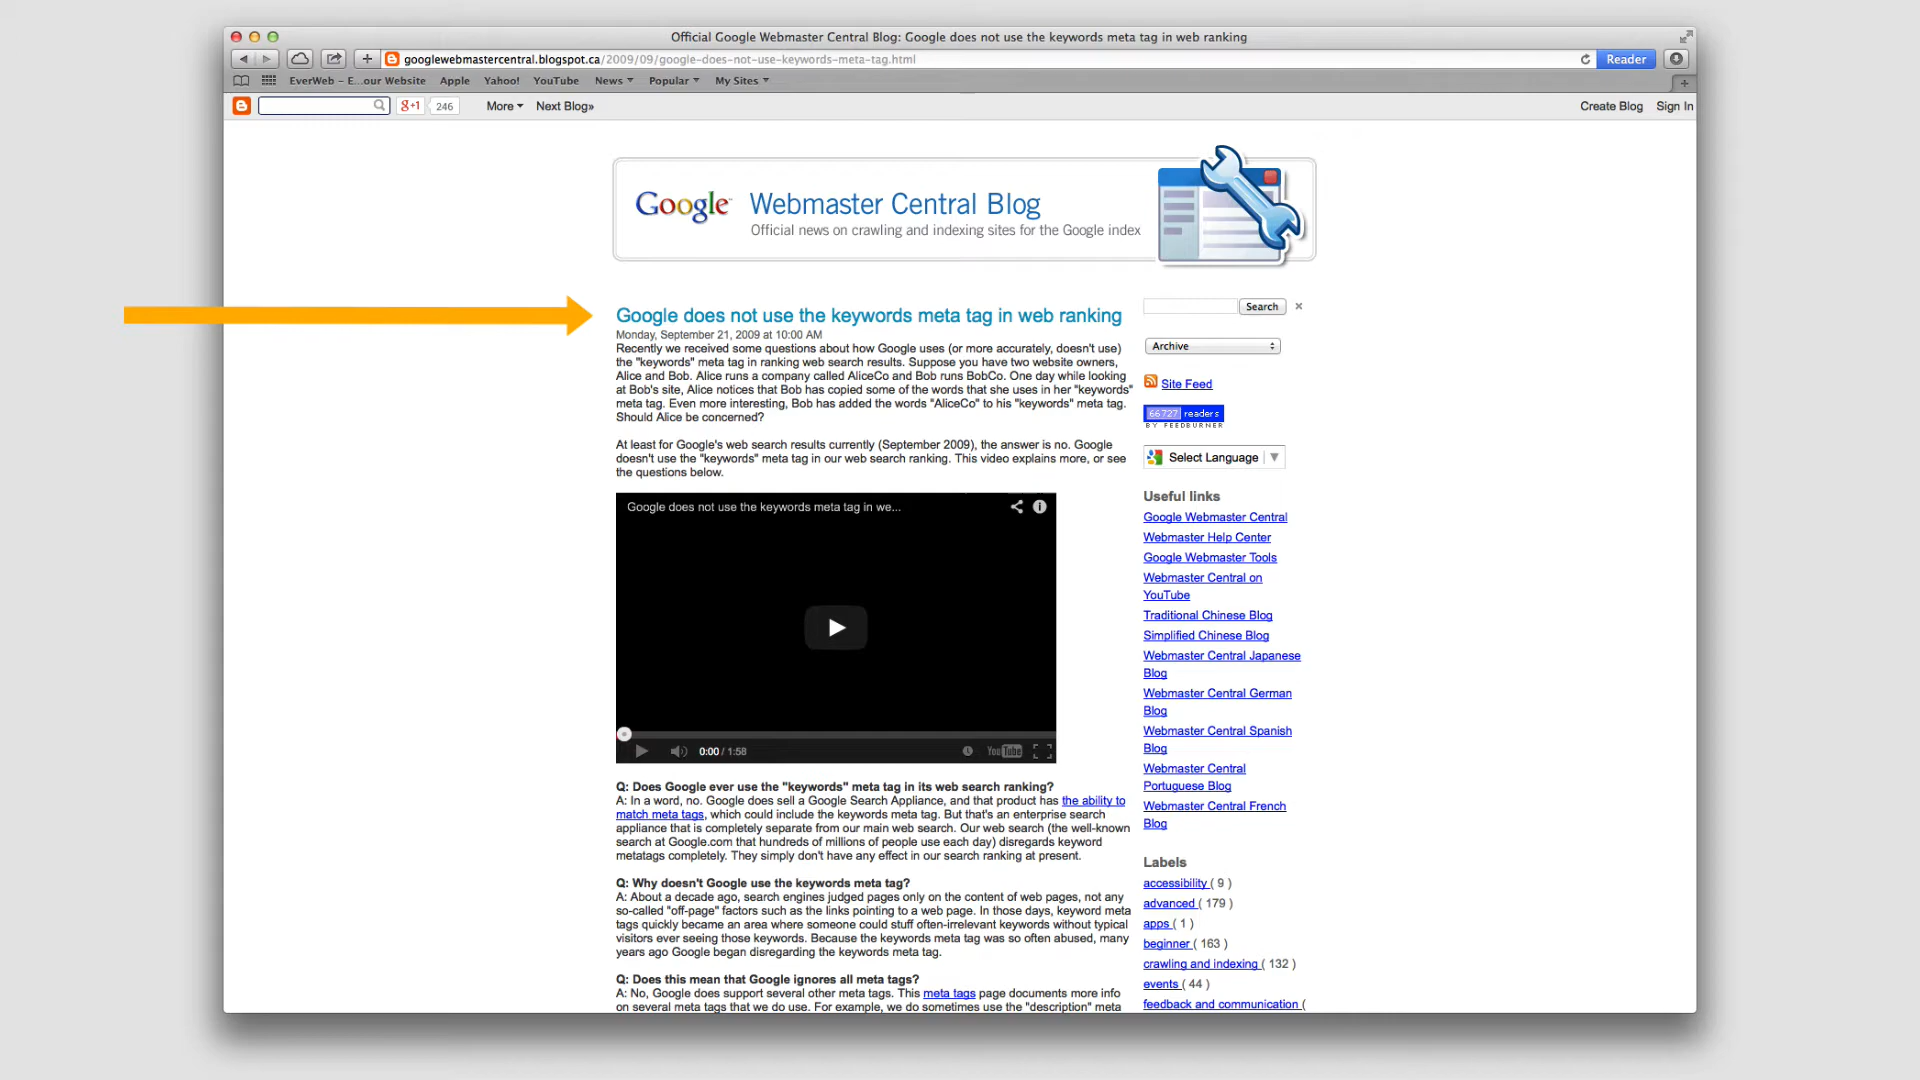 Official Google Webmaster Central Blog: Google does not use the keywords meta tag in web ranking
googlewebmastercentral.blogspot.ca/2009/09/google-does-not-use-keywords-meta-tag.html
Reader
EverWeb – E...our Website Apple Yahoo! YouTube News Popular My Sites
g+1 246 More Next Blog» Create Blog Sign In
Google Webmaster Central Blog
Official news on crawling and indexing sites for the Google index
Google does not use the keywords meta tag in web ranking
Monday, September 21, 2009 at 10:00 AM
Recently we received some questions about how Google uses (or more accurately, doesn't use)
the "keywords" meta tag in ranking web search results. Suppose you have two website owners,
Alice and Bob. Alice runs a company called AliceCo and Bob runs BobCo. One day while looking
at Bob's site, Alice notices that Bob has copied some of the words that she uses in her "keywords"
meta tag. Even more interesting, Bob has added the words "AliceCo" to his "keywords" meta tag.
Should Alice be concerned?
At least for Google's web search results currently (September 2009), the answer is no. Google
doesn't use the "keywords" meta tag in our web search ranking. This video explains more, or see
the questions below.
Google does not use the keywords meta tag in we...
0:00 / 1:58
YouTube
Q: Does Google ever use the "keywords" meta tag in its web search ranking?
A: In a word, no. Google does sell a Google Search Appliance, and that product has the ability to
match meta tags, which could include the keywords meta tag. But that's an enterprise search
appliance that is completely separate from our main web search. Our web search (the well-known
search at Google.com that hundreds of millions of people use each day) disregards keyword
metatags completely. They simply don't have any effect in our search ranking at present.
Q: Why doesn't Google use the keywords meta tag?
A: About a decade ago, search engines judged pages only on the content of web pages, not any
so-called "off-page" factors such as the links pointing to a web page. In those days, keyword meta
tags quickly became an area where someone could stuff often-irrelevant keywords without typical
visitors ever seeing those keywords. Because the keywords meta tag was so often abused, many
years ago Google began disregarding the keywords meta tag.
Q: Does this mean that Google ignores all meta tags?
A: No, Google does support several other meta tags. This meta tags page documents more info
on several meta tags that we do use. For example, we do sometimes use the "description" meta
Search
Archive
Site Feed
66727 readers
BY FEEDBURNER
Select Language
Useful links
Google Webmaster Central
Webmaster Help Center
Google Webmaster Tools
Webmaster Central on
YouTube
Traditional Chinese Blog
Simplified Chinese Blog
Webmaster Central Japanese
Blog
Webmaster Central German
Blog
Webmaster Central Spanish
Blog
Webmaster Central
Portuguese Blog
Webmaster Central French
Blog
Labels
accessibility ( 9 )
advanced ( 179 )
apps ( 1 )
beginner ( 163 )
crawling and indexing ( 132 )
events ( 44 )
feedback and communication (